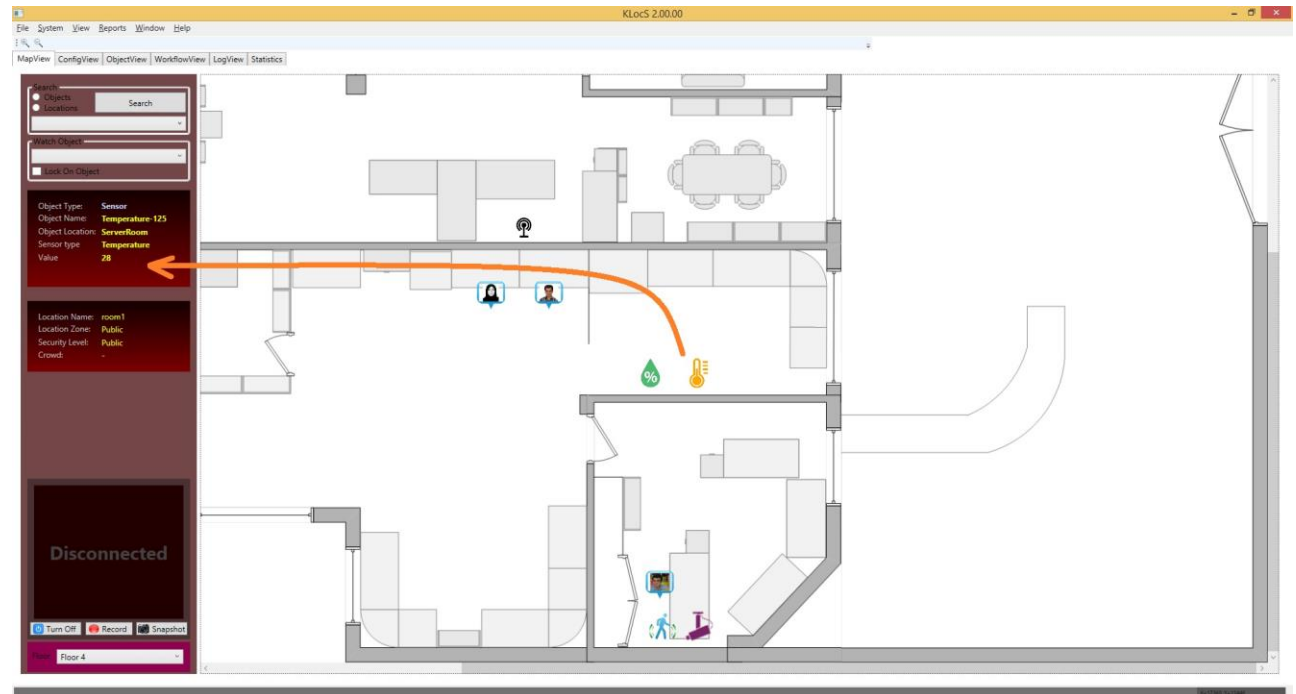 KLocS 2.00.00
File System View Reports Window Help
MapView ConfigView ObjectView WorkflowView LogView Statistics
Search
Objects
Locations
Search
Watch Object
Lock On Object
Object Type: Sensor
Object Name: Temperature-125
Object Location: ServerRoom
Sensor type Temperature
Value 28
Location Name: room1
Location Zone: Public
Security Level: Public
Crowd: -
%
Disconnected
Turn Off Record Snapshot
Floor Floor 4